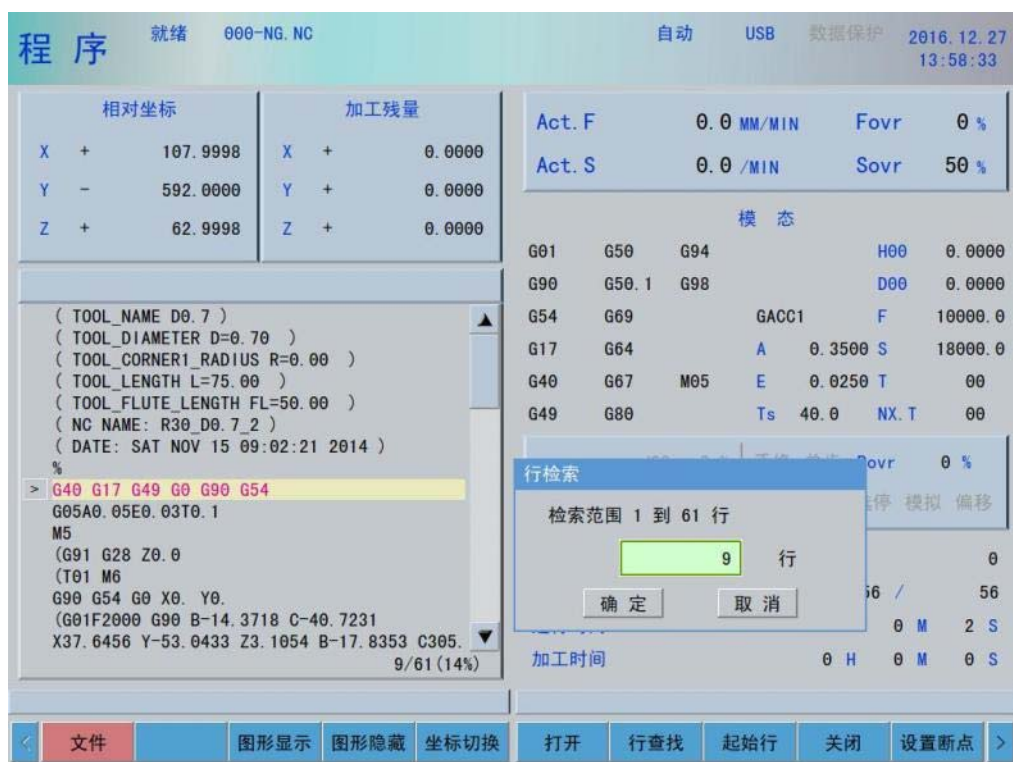 程 序 就绪 000-NG.NC 自动 USB 数据保护 2016.12.27
13:58:33
相对坐标 加工残量
X + 107.9998 X + 0.0000
Y - 592.0000 Y + 0.0000
Z + 62.9998 Z + 0.0000
Act.F 0.0 MM/MIN Fovr 0 %
Act.S 0.0 /MIN Sovr 50 %
模 态
G01 G50 G94 H00 0.0000
G90 G50.1 G98 D00 0.0000
G54 G69 GACC1 F 10000.0
G17 G64 A 0.3500 S 18000.0
G40 G67 M05 E 0.0250 T 00
G49 G80 Ts 40.0 NX.T 00
( TOOL_NAME D0.7 )
( TOOL_DIAMETER D=0.70 )
( TOOL_CORNER1_RADIUS R=0.00 )
( TOOL_LENGTH L=75.00 )
( TOOL_FLUTE_LENGTH FL=50.00 )
( NC NAME: R30_D0.7_2 )
( DATE: SAT NOV 15 09:02:21 2014 )
%
> G40 G17 G49 G0 G90 G54
G05A0.05E0.03T0.1
M5
(G91 G28 Z0.0
(T01 M6
G90 G54 G0 X0. Y0.
(G01F2000 G90 B-14.3718 C-40.7231
X37.6456 Y-53.0433 Z3.1054 B-17.8353 C305.
9/61(14%)
ovr 0 %
停 模拟 偏移
行检索
检索范围 1 到 61 行
9 行
确 定 取 消
0
56 / 56
0 M 2 S
加工时间 0 H 0 M 0 S
< 文件 图形显示 图形隐藏 坐标切换 打开 行查找 起始行 关闭 设置断点 >